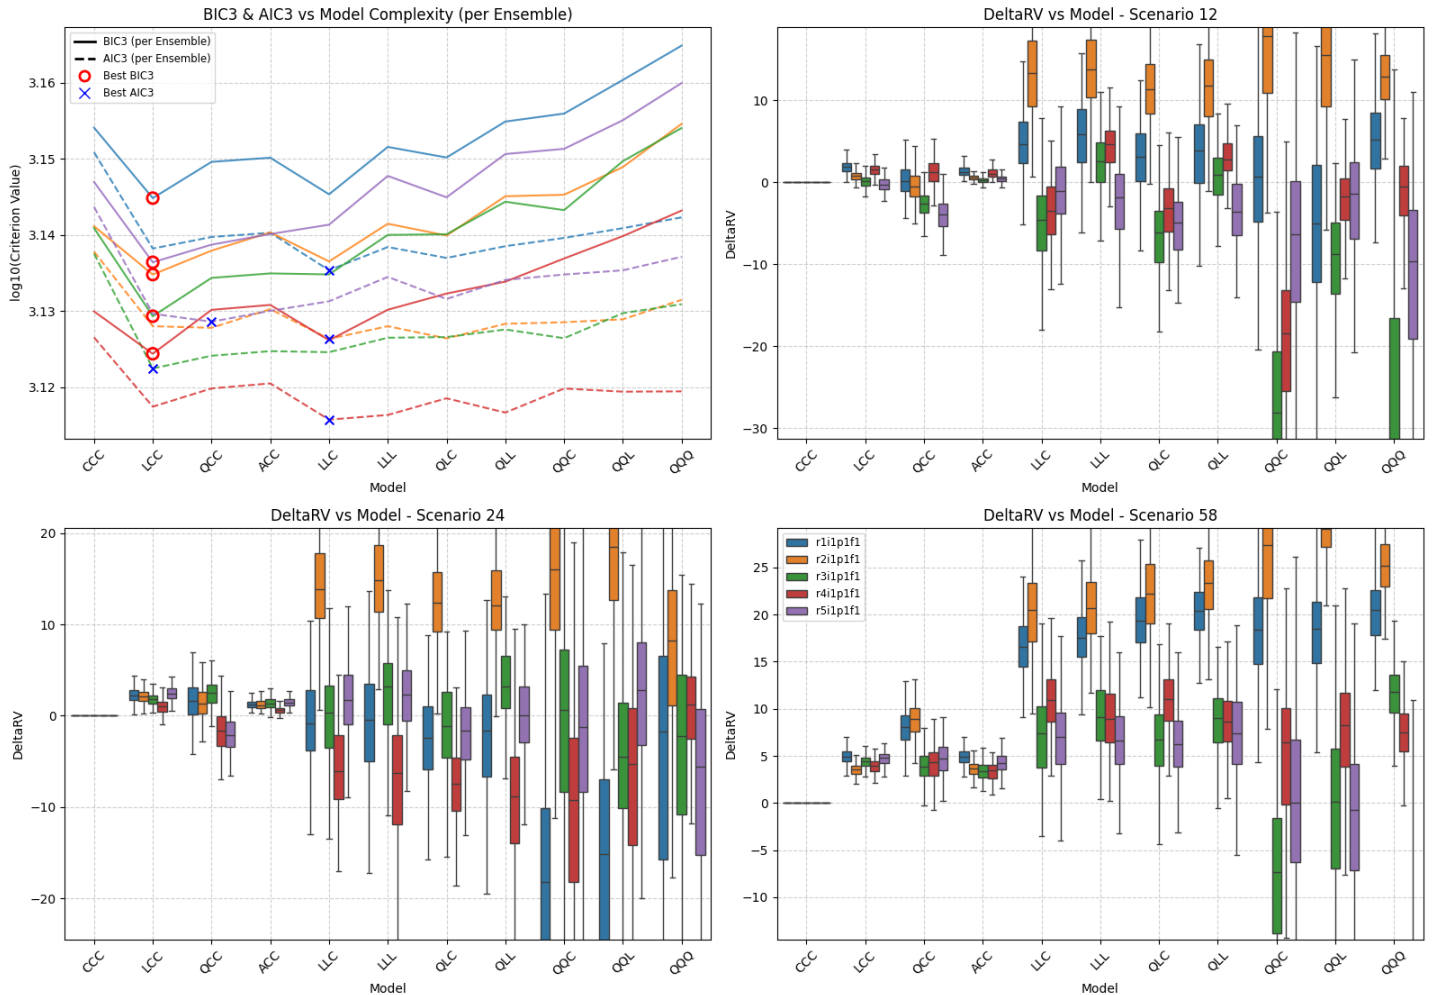 BIC3 & AIC3 vs Model Complexity (per Ensemble)
BIC3 (per Ensemble)
AIC3 (per Ensemble)
Best BIC3
Best AIC3
log10(Criterion Value)
3.16
3.15
3.14
3.13
3.12
CCC LCC QCC ACC LLC LLL QLC QLL QQC QQL QQQ
Model
DeltaRV vs Model - Scenario 12
DeltaRV
10
0
−10
−20
−30
CCC LCC QCC ACC LLC LLL QLC QLL QQC QQL QQQ
Model
DeltaRV vs Model - Scenario 24
DeltaRV
20
10
0
−10
−20
CCC LCC QCC ACC LLC LLL QLC QLL QQC QQL QQQ
Model
DeltaRV vs Model - Scenario 58
r1i1p1f1
r2i1p1f1
r3i1p1f1
r4i1p1f1
r5i1p1f1
DeltaRV
25
20
15
10
5
0
−5
−10
CCC LCC QCC ACC LLC LLL QLC QLL QQC QQL QQQ
Model